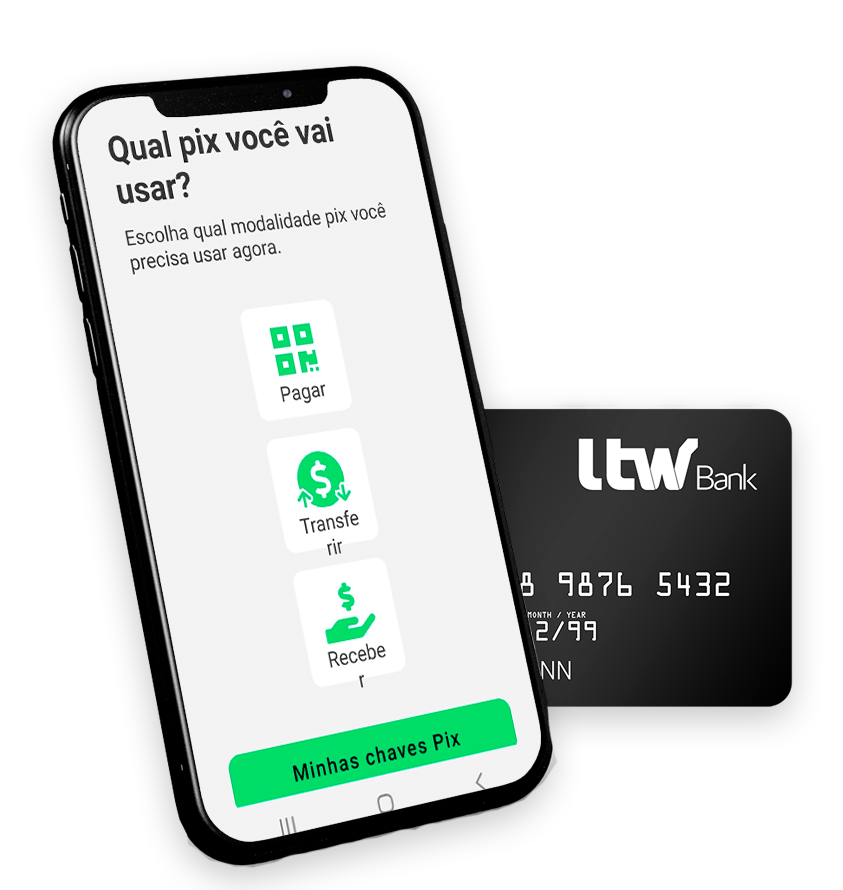 Qual pix você vai
usar?
Escolha qual modalidade pix você
precisa usar agora.
Pagar
Transfe
rir
Recebe
r
Minhas chaves Pix
ltw Bank
8 9876 5432
MONTH / YEAR
2/99
NN